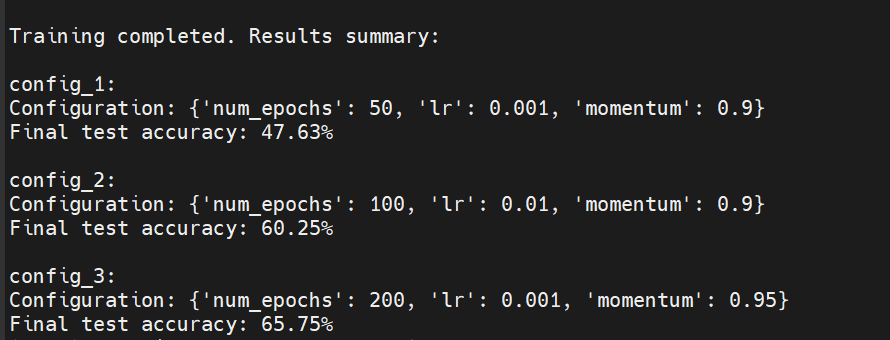 Training completed. Results summary:
config_1:
Configuration: {'num_epochs': 50, 'lr': 0.001, 'momentum': 0.9}
Final test accuracy: 47.63%
config_2:
Configuration: {'num_epochs': 100, 'lr': 0.01, 'momentum': 0.9}
Final test accuracy: 60.25%
config_3:
Configuration: {'num_epochs': 200, 'lr': 0.001, 'momentum': 0.95}
Final test accuracy: 65.75%